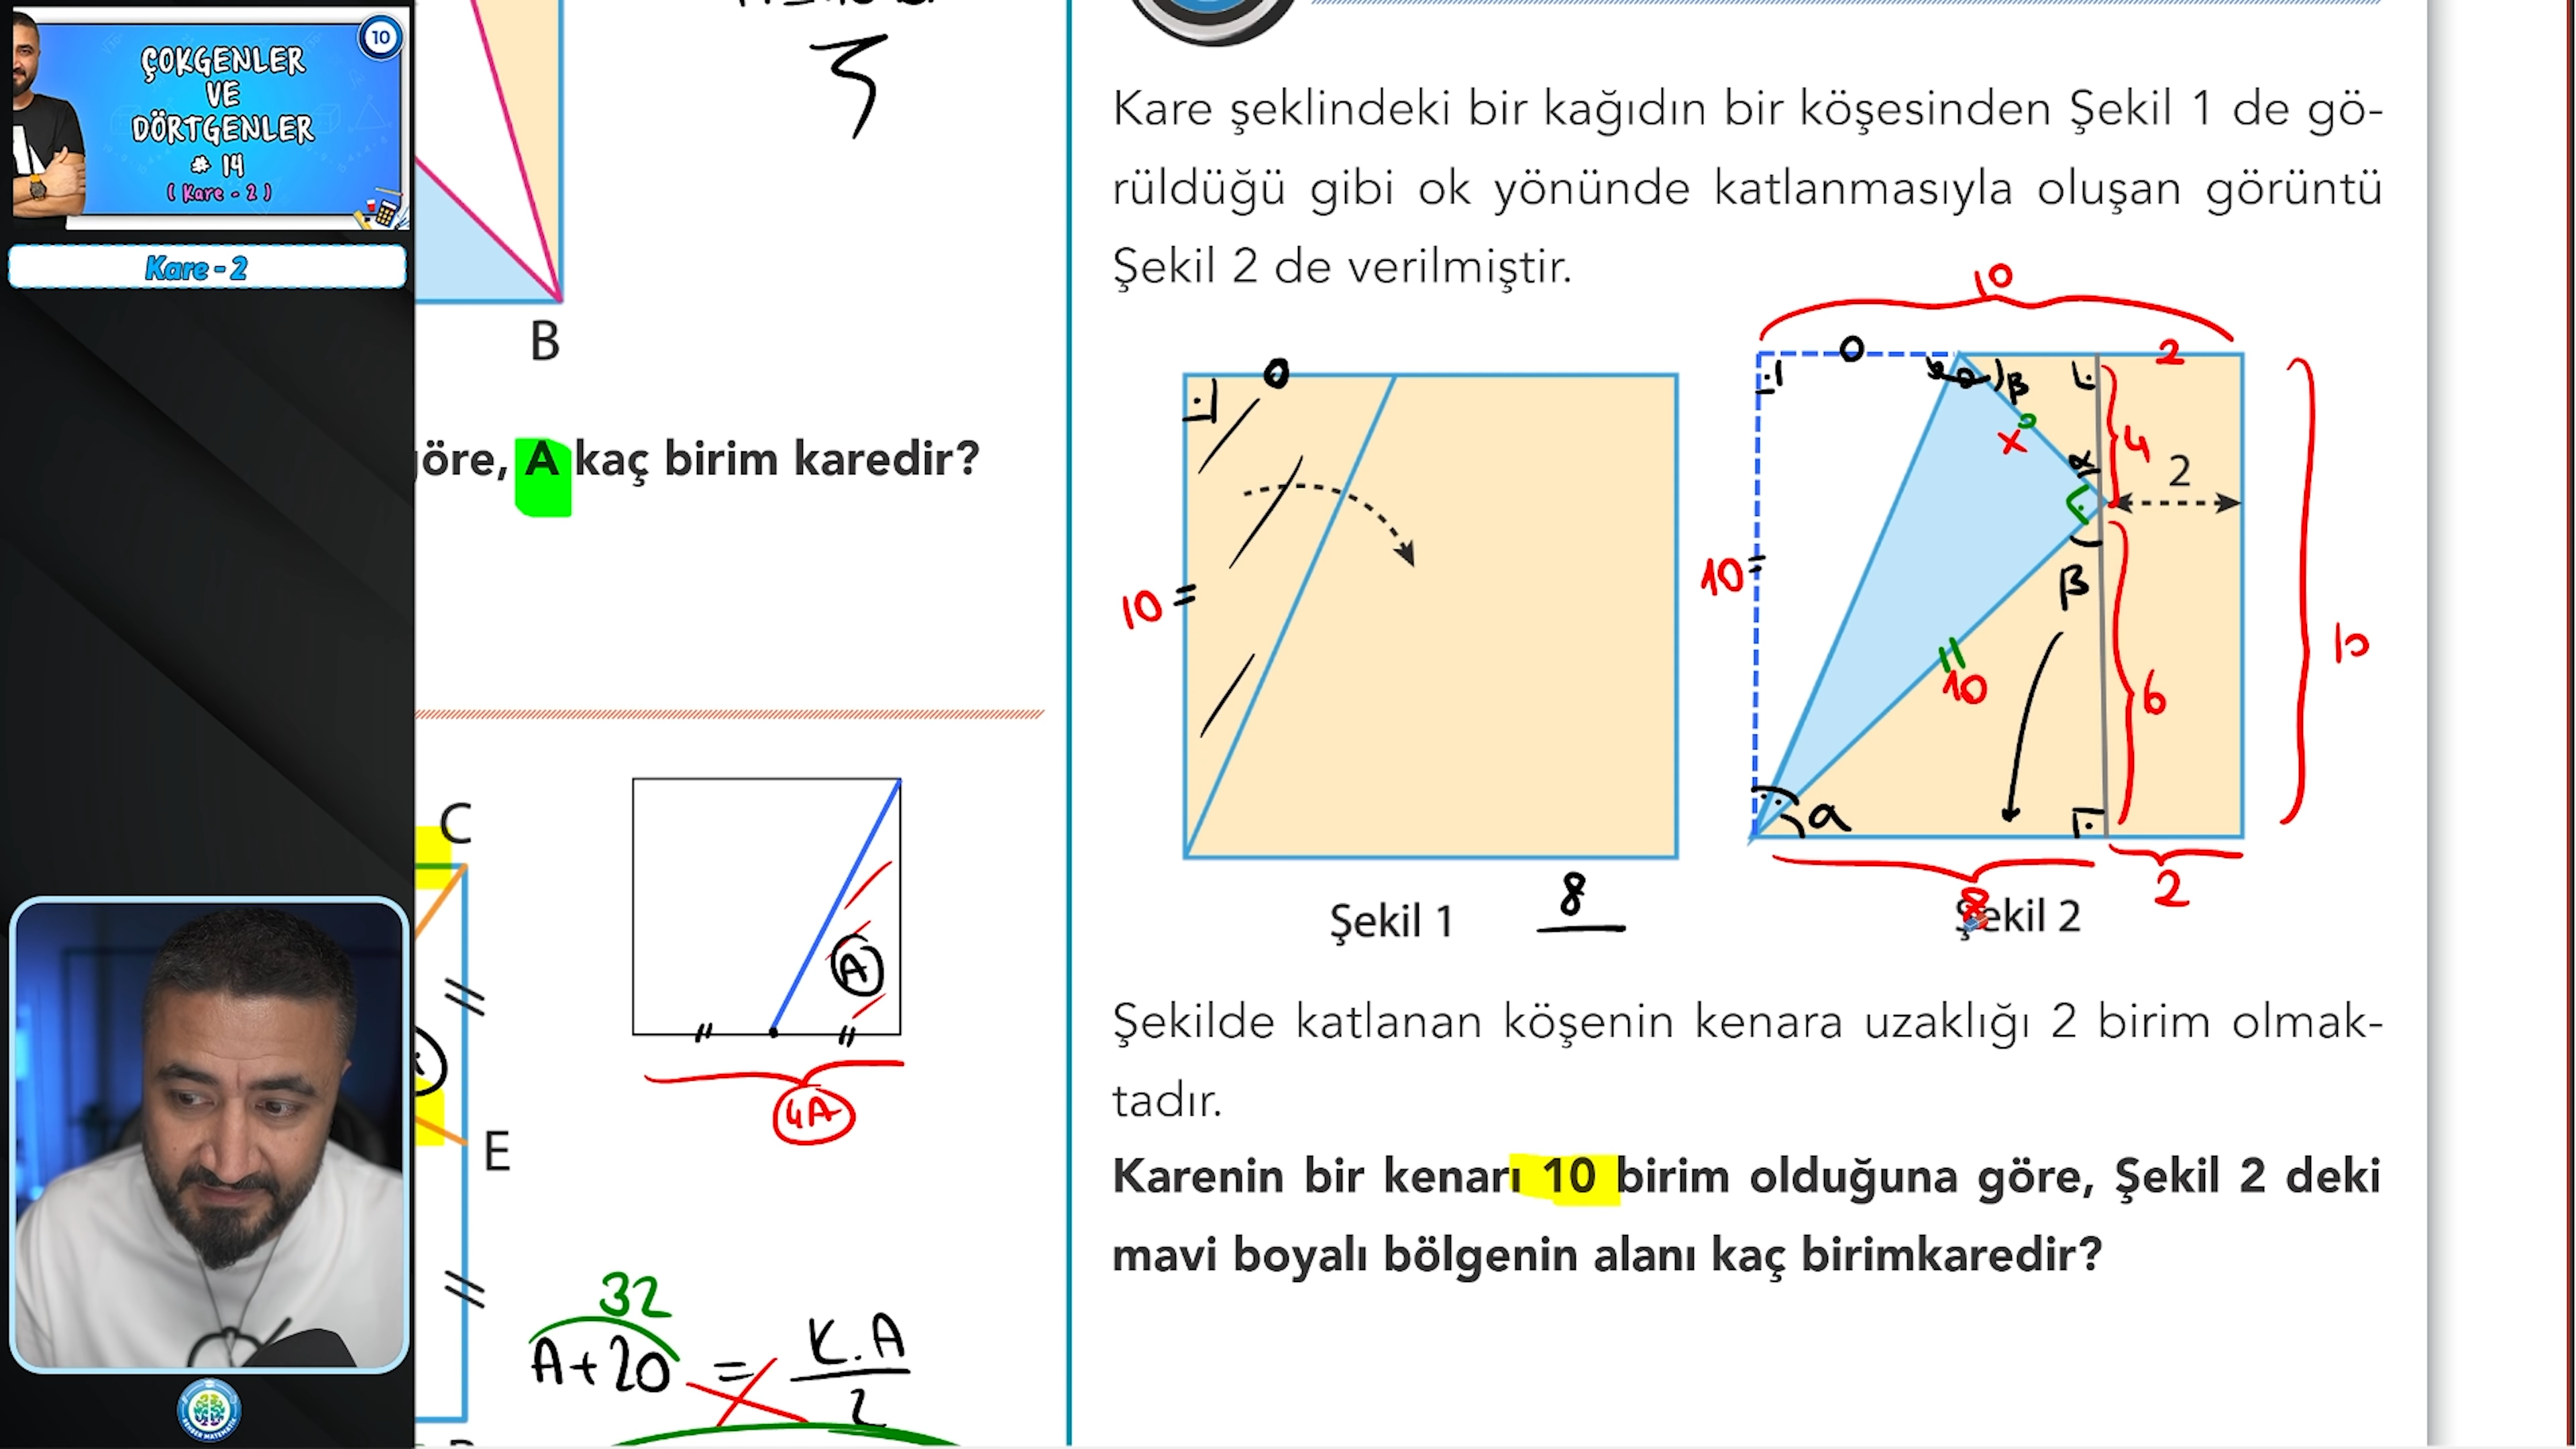 10
ÇOKGENLER
VE
DÖRTGENLER
# 14
( Kare - 2 )
Kare - 2
B
göre, A kaç birim karedir?
C
E
A
4A
32
A+20 = K.A
2
Kare şeklindeki bir kağıdın bir köşesinden Şekil 1 de gö-
rüldüğü gibi ok yönünde katlanmasıyla oluşan görüntü
Şekil 2 de verilmiştir.
10
2
β
x
α
4
2
10
10
β
10
6
10
α
8
2
Şekil 1
8
Şekil 2
Şekilde katlanan köşenin kenara uzaklığı 2 birim olmak-
tadır.
Karenin bir kenarı 10 birim olduğuna göre, Şekil 2 deki
mavi boyalı bölgenin alanı kaç birimkaredir?